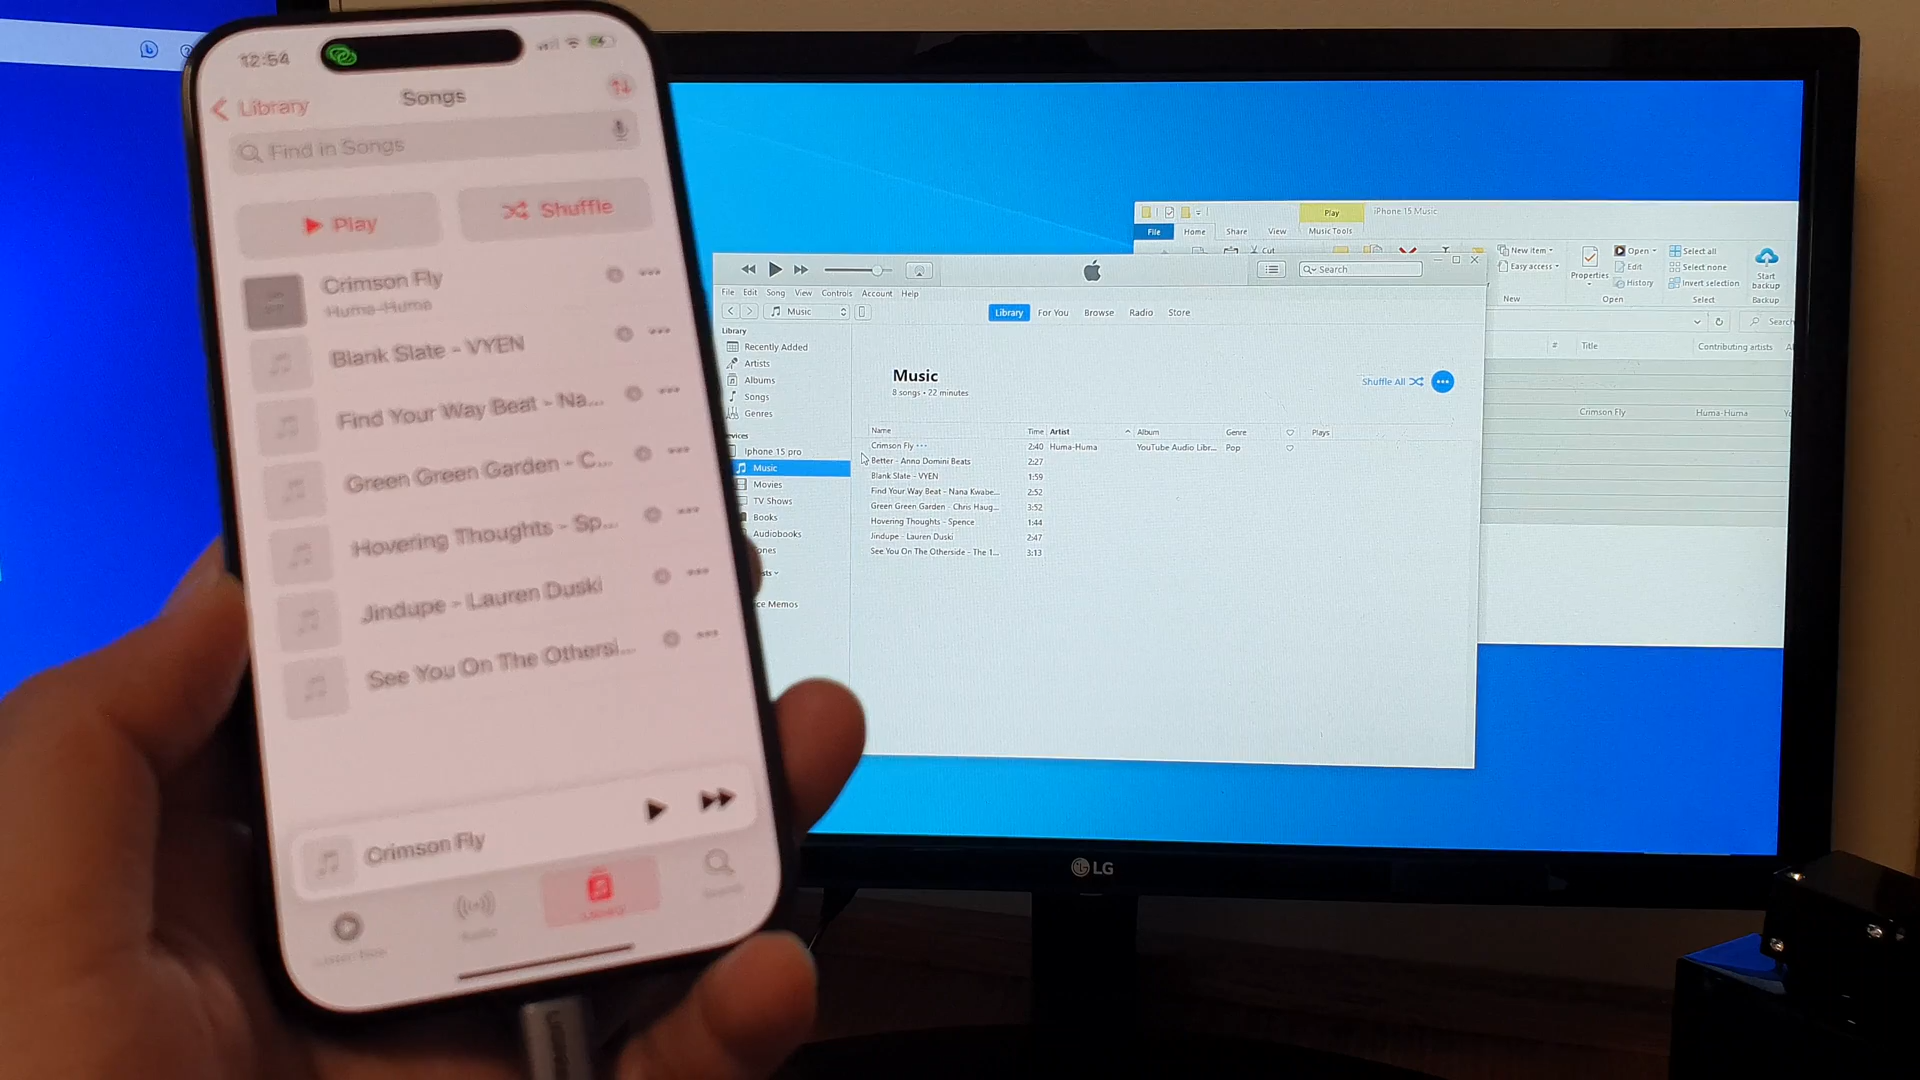 12:54
Library
Songs
Find in Songs
Play
Shuffle
Crimson Fly
Huma-Huma
Blank Slate - VYEN
Find Your Way Beat - Na...
Green Green Garden - C...
Hovering Thoughts - Sp...
Jindupe - Lauren Duski
See You On The Othersi...
Crimson Fly
Search
File Edit Song View Controls Account Help
Music
Library For You Browse Radio Store
Search
Library
Recently Added
Artists
Albums
Songs
Genres
evices
Iphone 15 pro
Music
Movies
TV Shows
Books
Audiobooks
ones
sts
ce Memos
Music
8 songs • 22 minutes
Shuffle All
Name Time Artist Album Genre Plays
Crimson Fly ··· 2:40 Huma-Huma YouTube Audio Libr... Pop
Better - Anno Domini Beats 2:27
Blank Slate - VYEN 1:59
Find Your Way Beat - Nana Kwabe... 2:52
Green Green Garden - Chris Haug... 3:52
Hovering Thoughts - Spence 1:44
Jindupe - Lauren Duski 2:47
See You On The Otherside - The 1... 3:13
Play iPhone 15 Music
File Home Share View Music Tools
Cut
New item
Easy access
New
Properties
Open
Edit
History
Open
Select all
Select none
Invert selection
Select
Start backup
Backup
Search
# Title Contributing artists
Crimson Fly Huma-Huma
LG